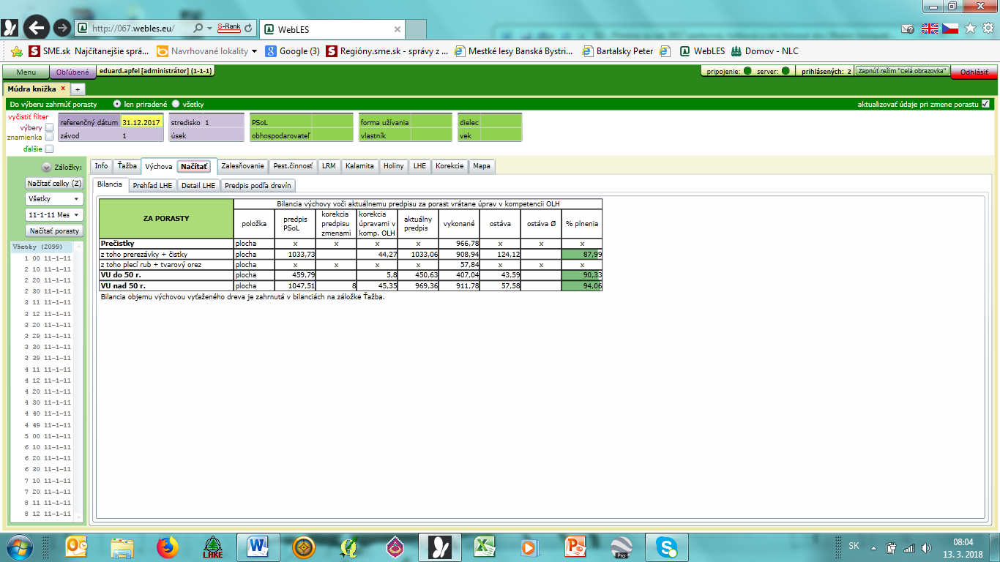 http://067.webles.eu/
S-Rank
WebLES
SME.sk Najčítanejšie sprá...
Navrhované lokality
Google (3)
Regióny.sme.sk - správy z ...
Mestké lesy Banská Bystri...
Bartalsky Peter
WebLES
Domov - NLC
Menu
Obľúbené
eduard.apfel [administrátor] (1-1-1)
pripojenie:
server:
prihlásených: 2
Zapnúť režim "Celá obrazovka"
Odhlásiť
Múdra knižka x
+
Do výberu zahrnúť porasty
len priradené
všetky
aktualizovať údaje pri zmene porastu
vyčistiť filter
výbery
znamienka
ďalšie
referenčný dátum 31.12.2017
stredisko 1
PSoL
forma užívania
dielec
závod 1
úsek
obhospodarovateľ
vlastník
vek
Záložky:
Načítať celky (Z)
Všetky
11-1-11 Mes
Načítať porasty
Všetky (2099)
1 00 11-1-11
2 10 11-1-11
2 20 11-1-11
2 30 11-1-11
3 11 11-1-11
3 12 11-1-11
3 20 11-1-11
3 29 11-1-11
3 30 11-1-11
3 39 11-1-11
4 11 11-1-11
4 12 11-1-11
4 20 11-1-11
4 30 11-1-11
4 40 11-1-11
4 49 11-1-11
5 00 11-1-11
6 10 11-1-11
6 20 11-1-11
6 30 11-1-11
7 10 11-1-11
7 20 11-1-11
8 11 11-1-11
8 12 11-1-11
Info Ťažba Výchova Načítať Zalesňovanie Pest.činnosť LRM Kalamita Holiny LHE Korekcie Mapa
Bilancia Prehľad LHE Detail LHE Predpis podľa drevín
ZA PORASTY
Bilancia výchovy voči aktuálnemu predpisu za porast vrátane úprav v kompetencii OLH
položka
predpis PSoL
korekcia predpisu zmenami
korekcia úpravami v komp. OLH
aktuálny predpis
vykonané
ostáva
ostáva Ø
% plnenia
Prečistky plocha x x x x 966,78 x x x
z toho prerezávky + čistky plocha 1033,73 44,27 1033,06 908,94 124,12 87,99
z toho plecí rub + tvarový orez plocha x x x x 57,84 x x x
VU do 50 r. plocha 459,79 5,8 450,63 407,04 43,59 90,33
VU nad 50 r. plocha 1047,51 8 45,35 969,36 911,78 57,58 94,06
Bilancia objemu výchovou vyťaženého dreva je zahrnutá v bilanciách na záložke Ťažba.
LAKE
Pro
SK
08:04
13. 3. 2018